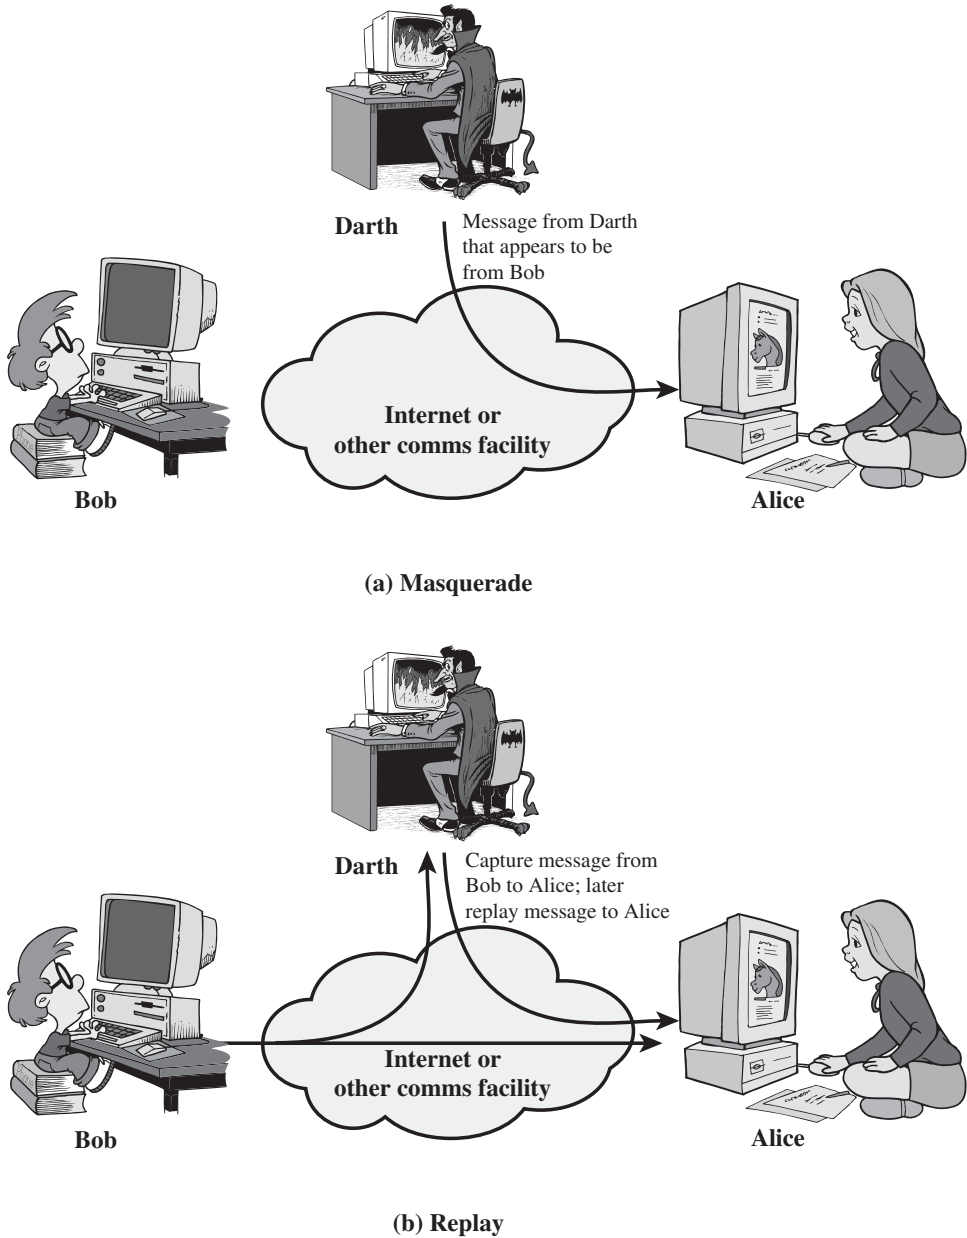 Darth
Message from Darth
that appears to be
from Bob
Internet or
other comms facility
Bob
Alice
(a) Masquerade
Darth
Capture message from
Bob to Alice; later
replay message to Alice
Internet or
other comms facility
Bob
Alice
(b) Replay